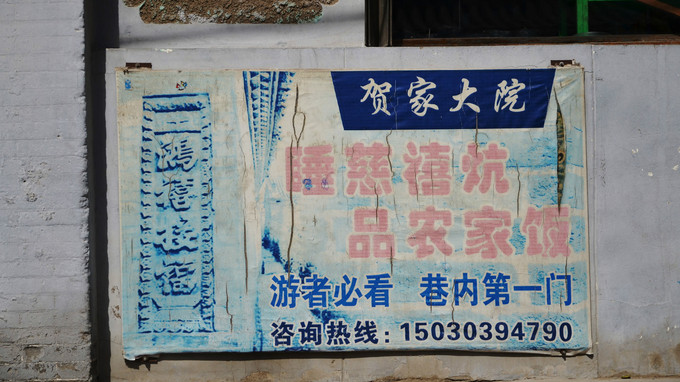 贺家大院
睡慈禧炕
品农家饭
游者必看 巷内第一门
咨询热线：15030394790